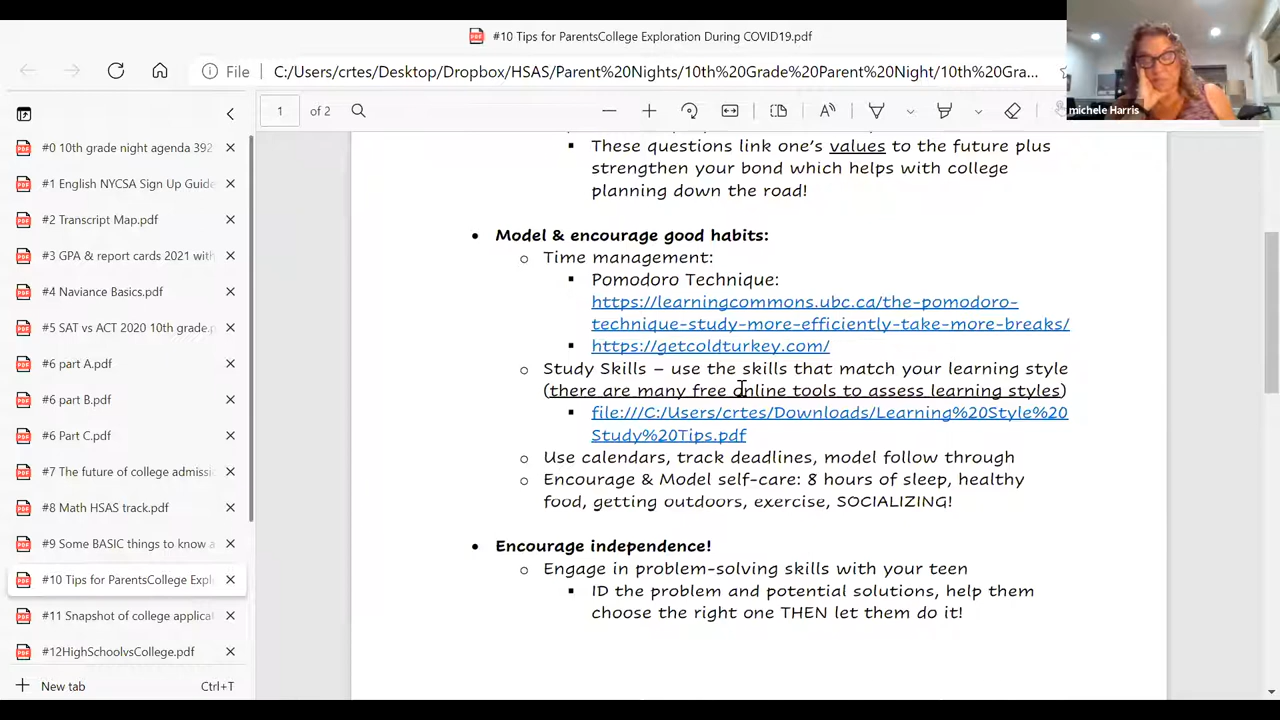 #10 Tips for ParentsCollege Exploration During COVID19.pdf
File
C:/Users/crtes/Desktop/Dropbox/HSAS/Parent%20Nights/10th%20Grade%20Parent%20Night/10th%20Gra...
michele Harris
1 of 2
#0 10th grade night agenda 392
#1 English NYCSA Sign Up Guide
#2 Transcript Map.pdf
#3 GPA & report cards 2021 with
#4 Naviance Basics.pdf
#5 SAT vs ACT 2020 10th grade.p
#6 part A.pdf
#6 part B.pdf
#6 Part C.pdf
#7 The future of college admissi
#8 Math HSAS track.pdf
#9 Some BASIC things to know a
#10 Tips for ParentsCollege Expl
#11 Snapshot of college applicat
#12HighSchoolvsCollege.pdf
New tab Ctrl+T
These questions link one's values to the future plus
strengthen your bond which helps with college
planning down the road!
Model & encourage good habits:
Time management:
Pomodoro Technique:
https://learningcommons.ubc.ca/the-pomodoro-
technique-study-more-efficiently-take-more-breaks/
https://getcoldturkey.com/
Study Skills – use the skills that match your learning style
(there are many free online tools to assess learning styles)
file:///C:/Users/crtes/Downloads/Learning%20Style%20
Study%20Tips.pdf
Use calendars, track deadlines, model follow through
Encourage & Model self-care: 8 hours of sleep, healthy
food, getting outdoors, exercise, SOCIALIZING!
Encourage independence!
Engage in problem-solving skills with your teen
ID the problem and potential solutions, help them
choose the right one THEN let them do it!